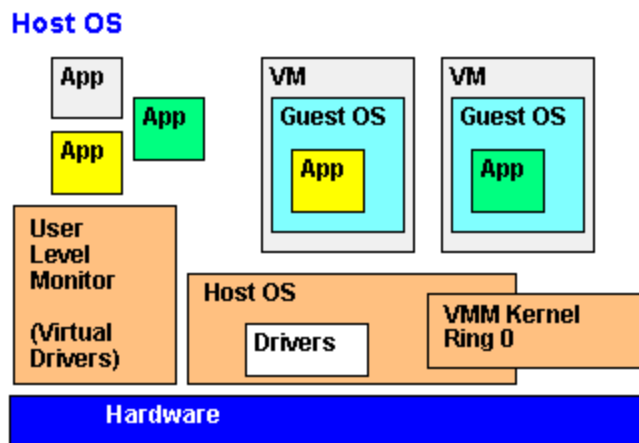 Host OS
App
App
App
VM
Guest OS
App
VM
Guest OS
App
User
Level
Monitor
(Virtual
Drivers)
Host OS
Drivers
VMM Kernel
Ring 0
Hardware